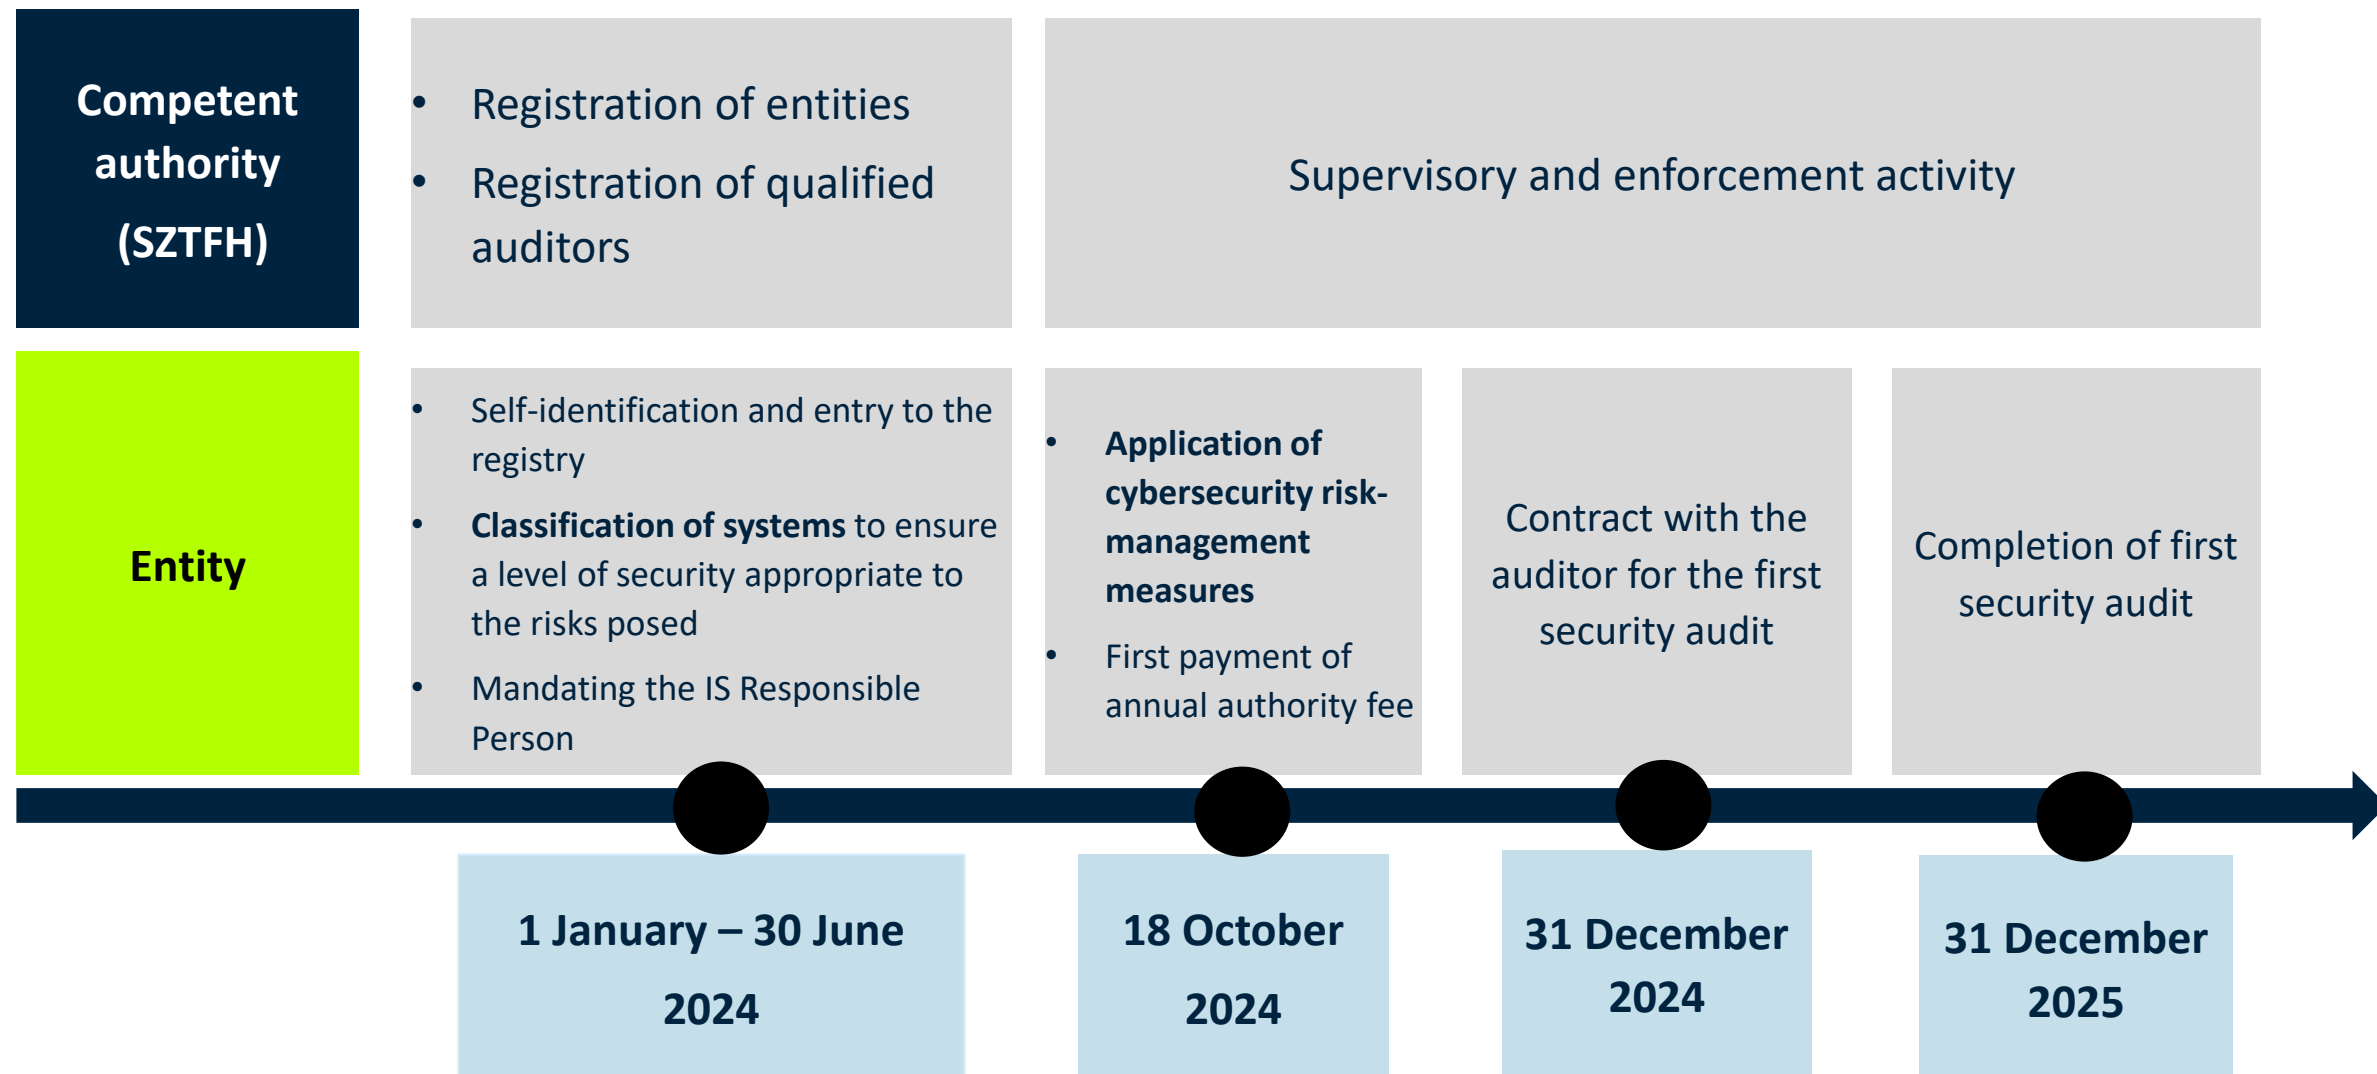 Competent
authority
(SZTFH)
• Registration of entities
• Registration of qualified
auditors
Supervisory and enforcement activity
Entity
• Self-identification and entry to the
registry
• Classification of systems to ensure
a level of security appropriate to
the risks posed
• Mandating the IS Responsible
Person
• Application of
cybersecurity risk-
management
measures
• First payment of
annual authority fee
Contract with the
auditor for the first
security audit
Completion of first
security audit
1 January – 30 June
2024
18 October
2024
31 December
2024
31 December
2025